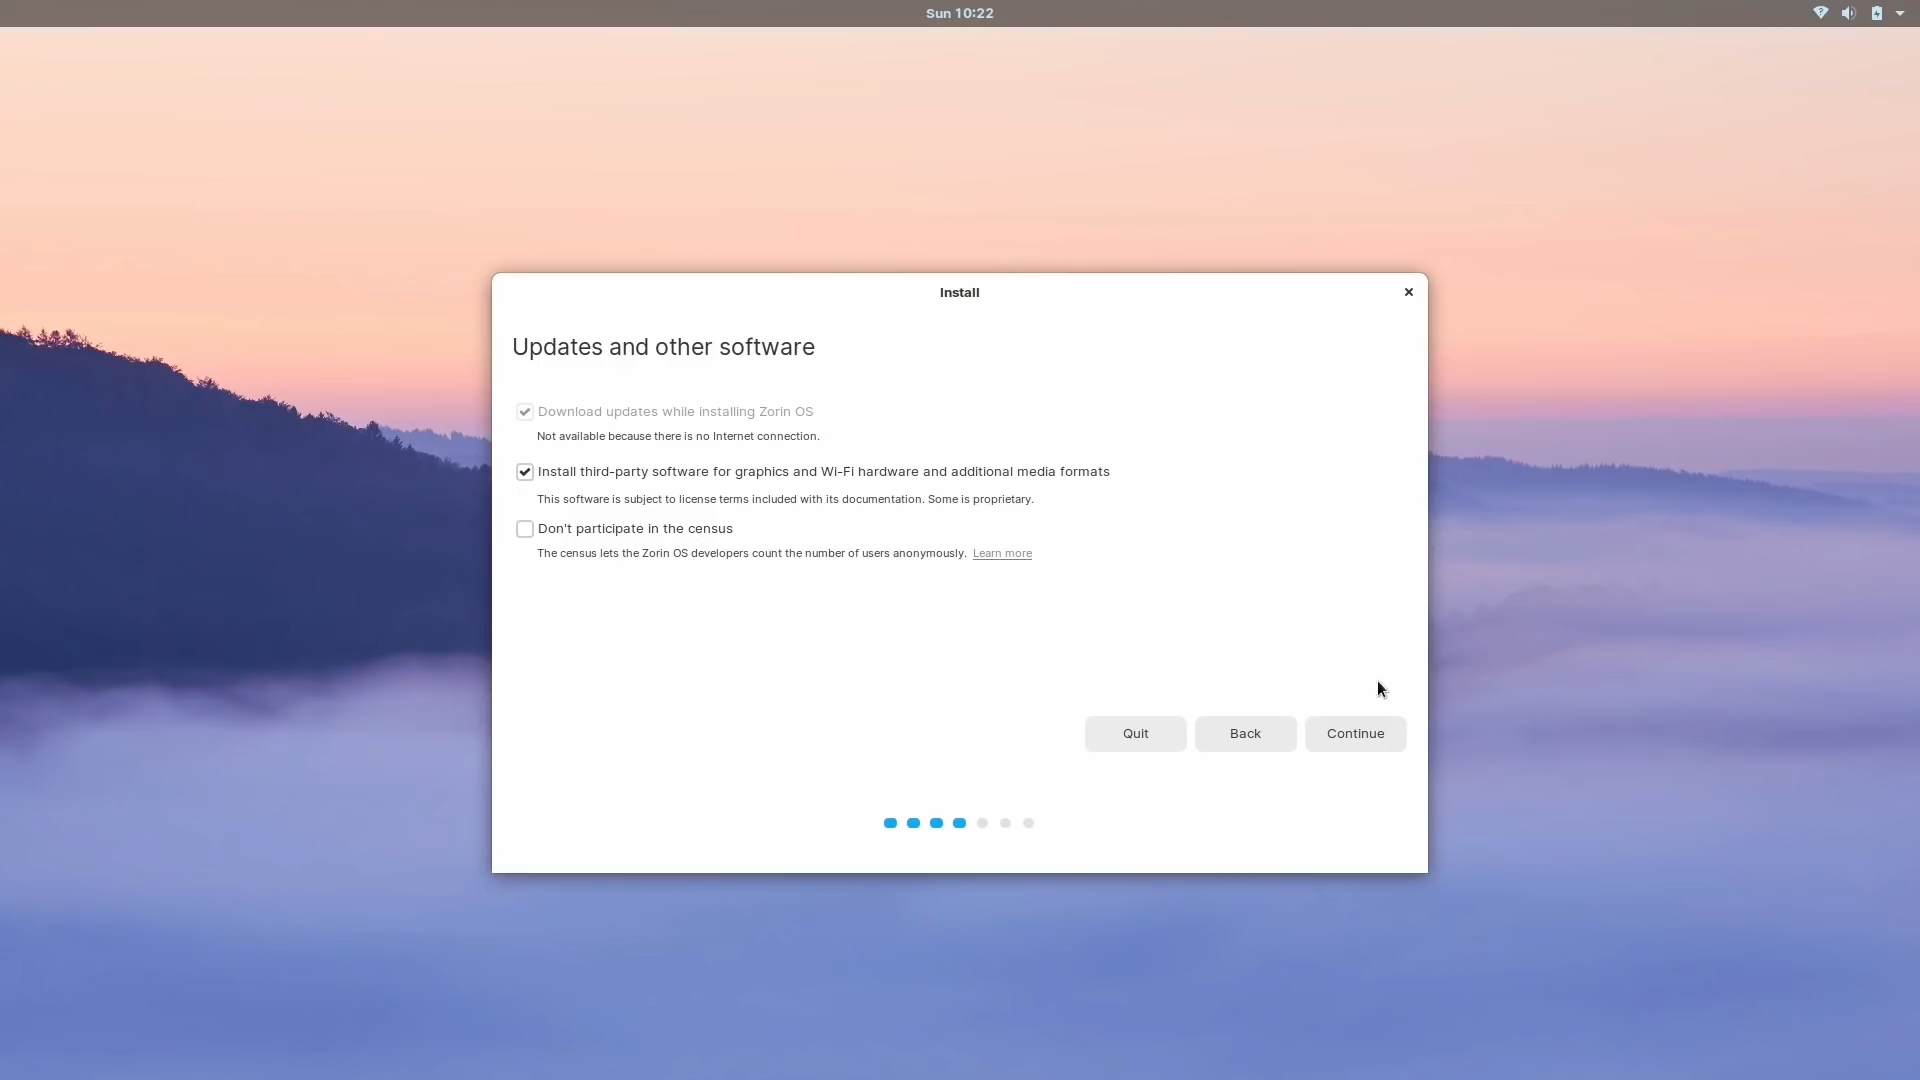 Sun 10:22
Install
Updates and other software
Download updates while installing Zorin OS
Not available because there is no Internet connection.
Install third-party software for graphics and Wi-Fi hardware and additional media formats
This software is subject to license terms included with its documentation. Some is proprietary.
Don't participate in the census
The census lets the Zorin OS developers count the number of users anonymously. Learn more
Quit Back Continue